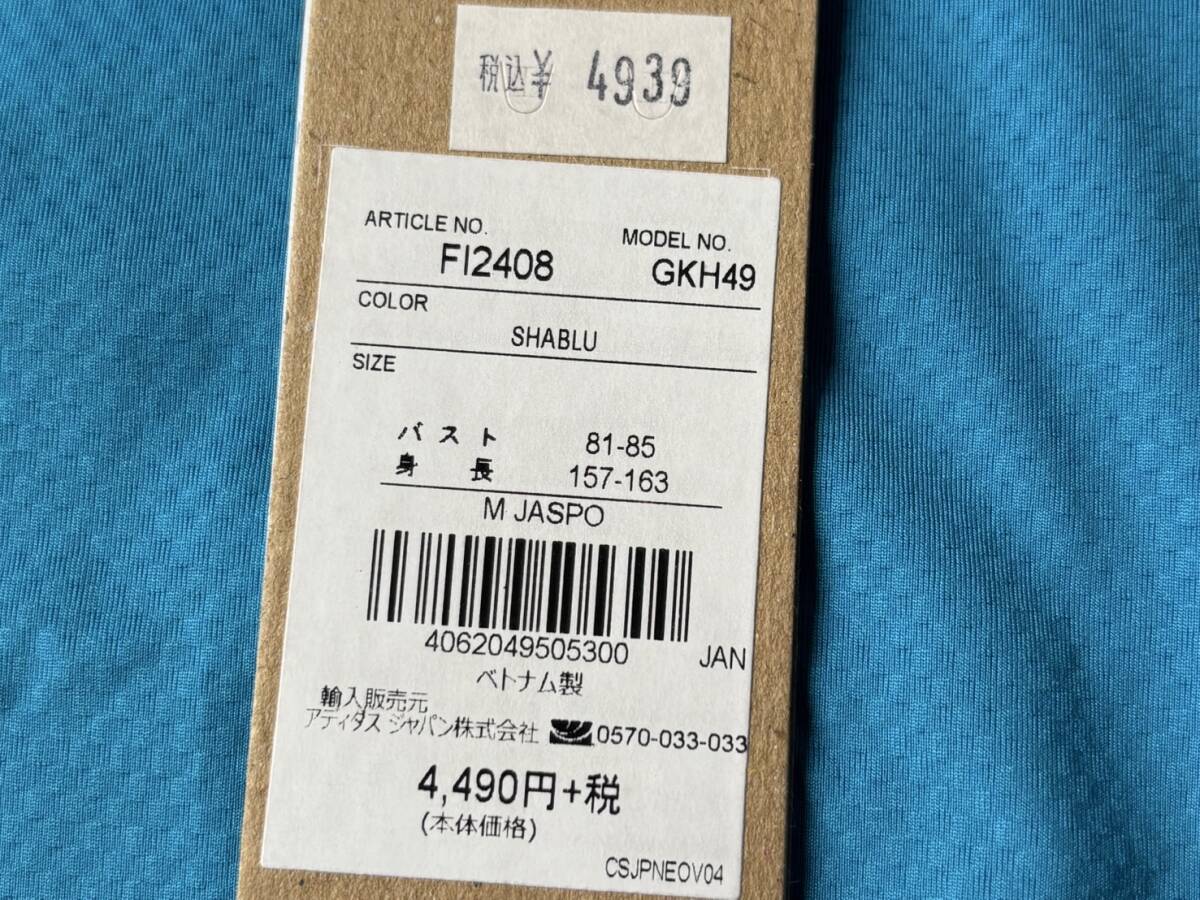 税込¥ 4939
ARTICLE NO. MODEL NO.
FI2408 GKH49
COLOR
SHABLU
SIZE
バスト 81-85
身長 157-163
M JASPO
4062049505300 JAN
ベトナム製
輸入販売元
アディダス ジャパン株式会社 0570-033-033
4,490円+税
(本体価格)
CSJPNEOV04